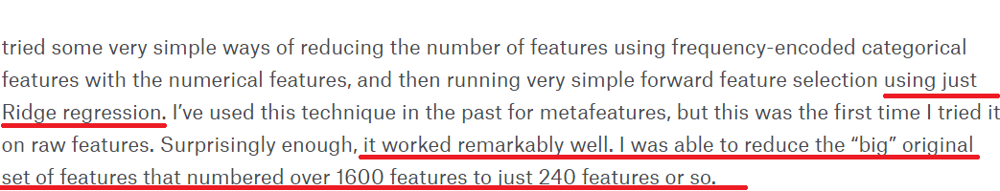 tried some very simple ways of reducing the number of features using frequency-encoded categorical
features with the numerical features, and then running very simple forward feature selection using just
Ridge regression. I’ve used this technique in the past for metafeatures, but this was the first time I tried it
on raw features. Surprisingly enough, it worked remarkably well. I was able to reduce the “big” original
set of features that numbered over 1600 features to just 240 features or so.